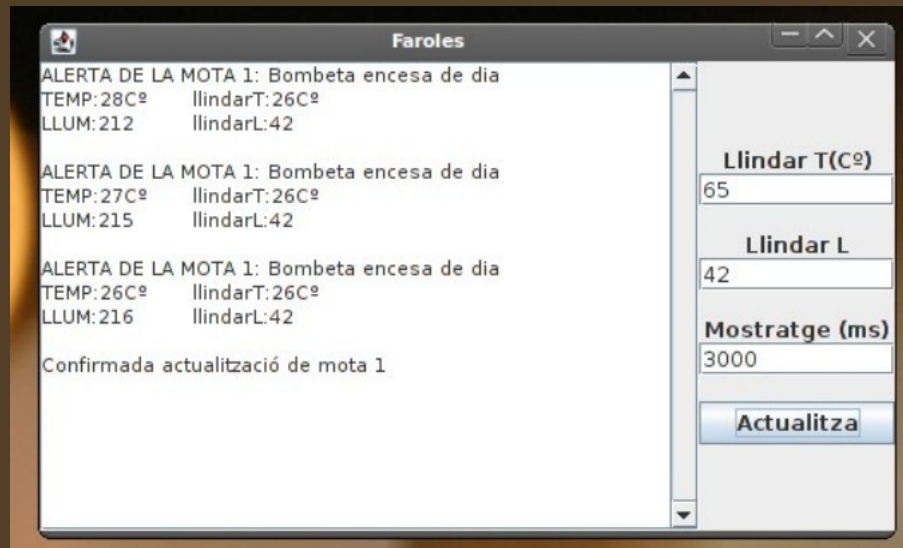 Faroles
ALERTA DE LA MOTA 1: Bombeta encesa de dia
TEMP:28Cº llindarT:26Cº
LLUM:212 llindarL:42
ALERTA DE LA MOTA 1: Bombeta encesa de dia
TEMP:27Cº llindarT:26Cº
LLUM:215 llindarL:42
ALERTA DE LA MOTA 1: Bombeta encesa de dia
TEMP:26Cº llindarT:26Cº
LLUM:216 llindarL:42
Confirmada actualització de mota 1
Llindar T(Cº)
65
Llindar L
42
Mostratge (ms)
3000
Actualitza